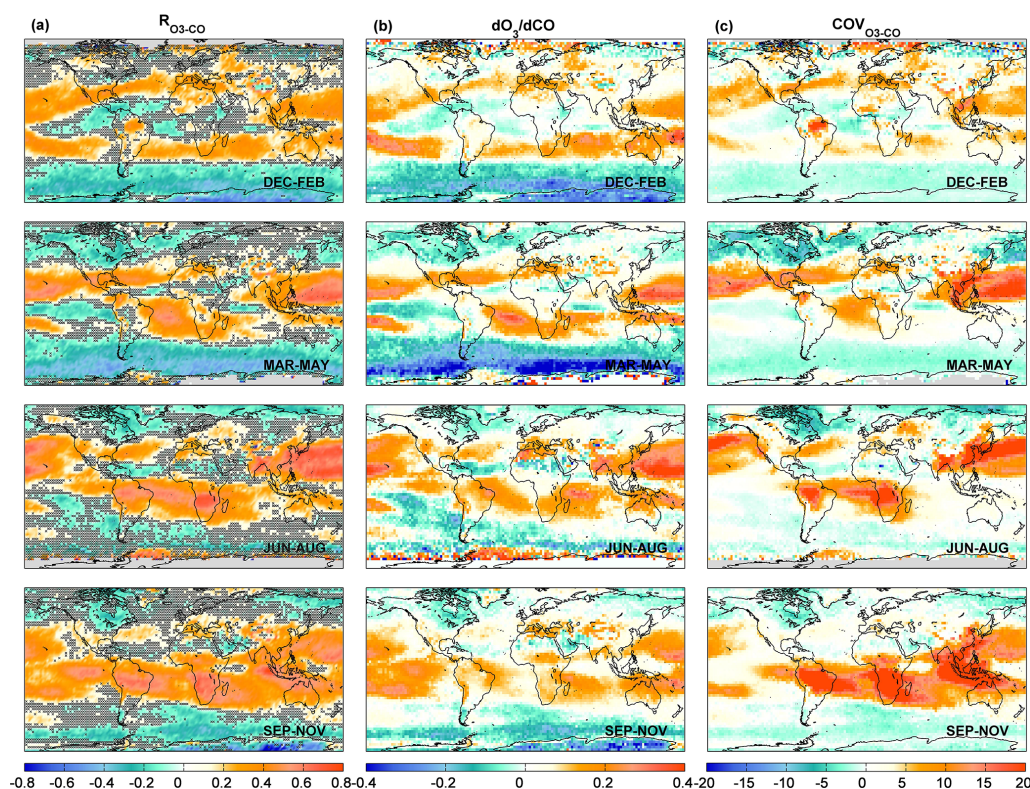 (a) R_O3-CO (b) dO₃/dCO (c) COV_O3-CO
DEC-FEB DEC-FEB DEC-FEB
MAR-MAY MAR-MAY MAR-MAY
JUN-AUG JUN-AUG JUN-AUG
SEP-NOV SEP-NOV SEP-NOV
-0.8 -0.6 -0.4 -0.2 0 0.2 0.4 0.6 0.8 -0.4 -0.2 0 0.2 0.4 -20 -15 -10 -5 0 5 10 15 20